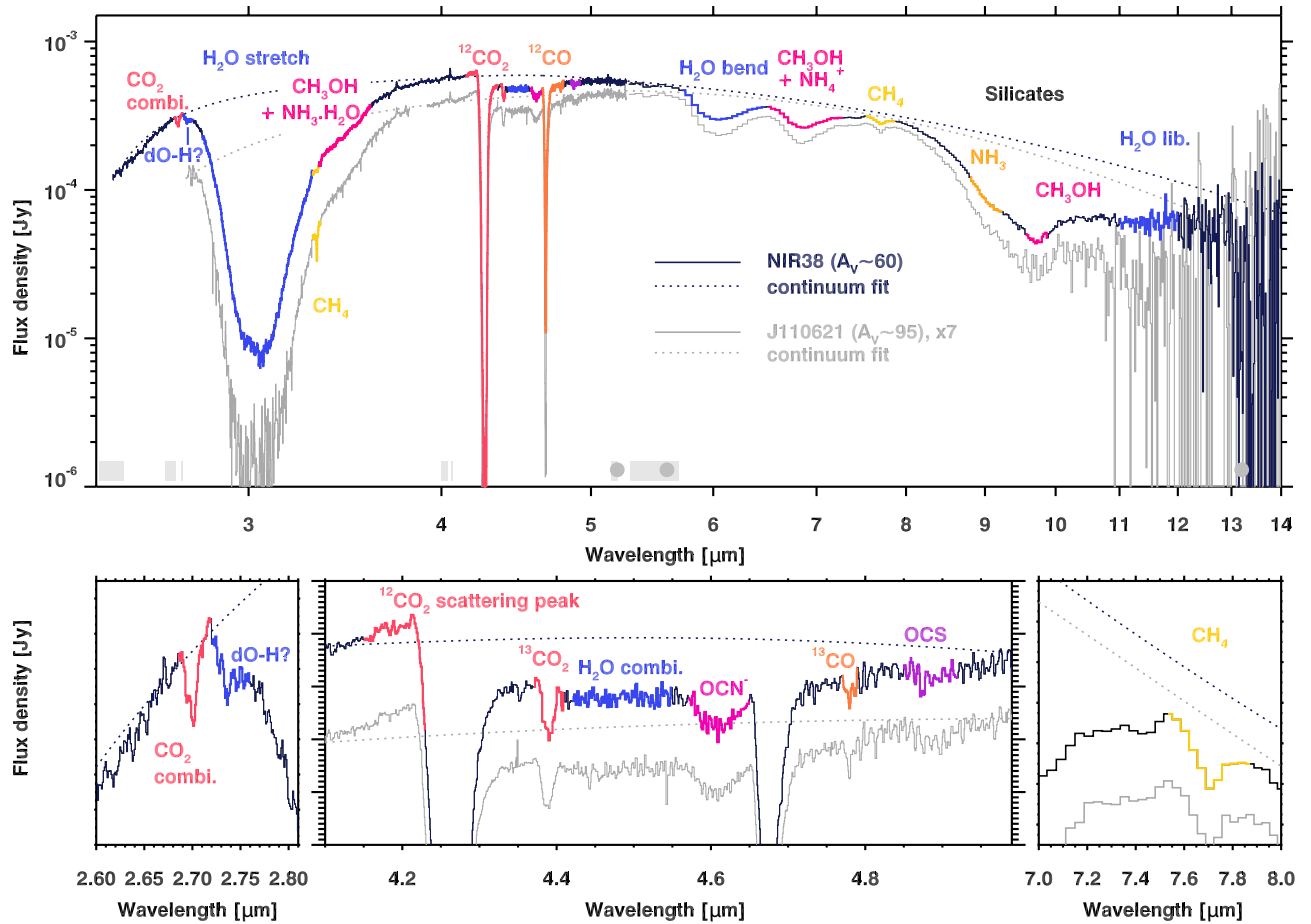 10⁻³
10⁻⁴
10⁻⁵
10⁻⁶
Flux density [Jy]
CO₂
combi.
H₂O stretch
dO-H?
CH₃OH
+ NH₃.H₂O
CH₄
¹²CO₂
¹²CO
H₂O bend
CH₃OH
+ NH₄⁺
CH₄
Silicates
NH₃
CH₃OH
H₂O lib.
NIR38 (Aᵥ~60)
continuum fit
J110621 (Aᵥ~95), x7
continuum fit
3 4 5 6 7 8 9 10 11 12 13 14
Wavelength [µm]
Flux density [Jy]
dO-H?
CO₂
combi.
2.60 2.65 2.70 2.75 2.80
Wavelength [µm]
¹²CO₂ scattering peak
¹³CO₂
H₂O combi.
OCN⁻
¹³CO
OCS
4.2 4.4 4.6 4.8
Wavelength [µm]
CH₄
7.0 7.2 7.4 7.6 7.8 8.0
Wavelength [µm]